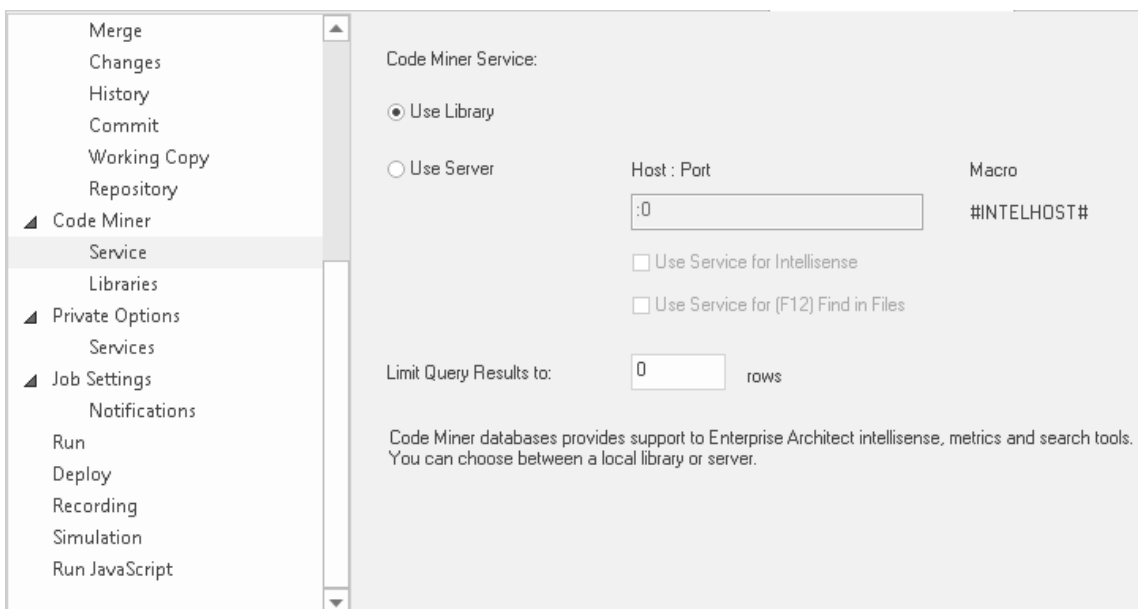 Merge
Changes
History
Commit
Working Copy
Repository
Code Miner
Service
Libraries
Private Options
Services
Job Settings
Notifications
Run
Deploy
Recording
Simulation
Run JavaScript
Code Miner Service:
Use Library
Use Server
Host : Port
Macro
:0
#INTELHOST#
Use Service for Intellisense
Use Service for (F12) Find in Files
Limit Query Results to:
0
rows
Code Miner databases provides support to Enterprise Architect intellisense, metrics and search tools.
You can choose between a local library or server.